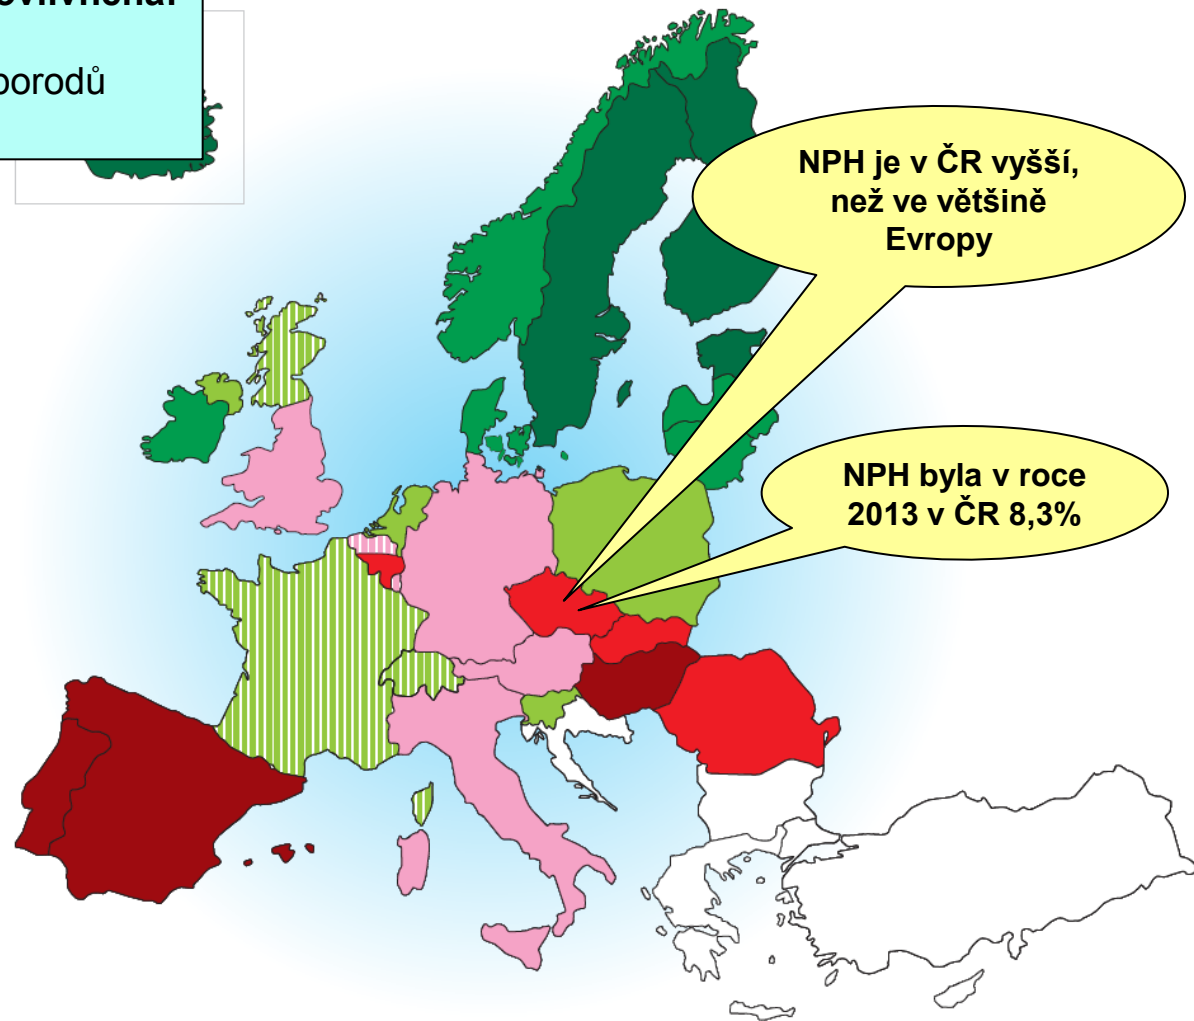 porodů
NPH je v ČR vyšší,
než ve většině
Evropy
NPH byla v roce
2013 v ČR 8,3%